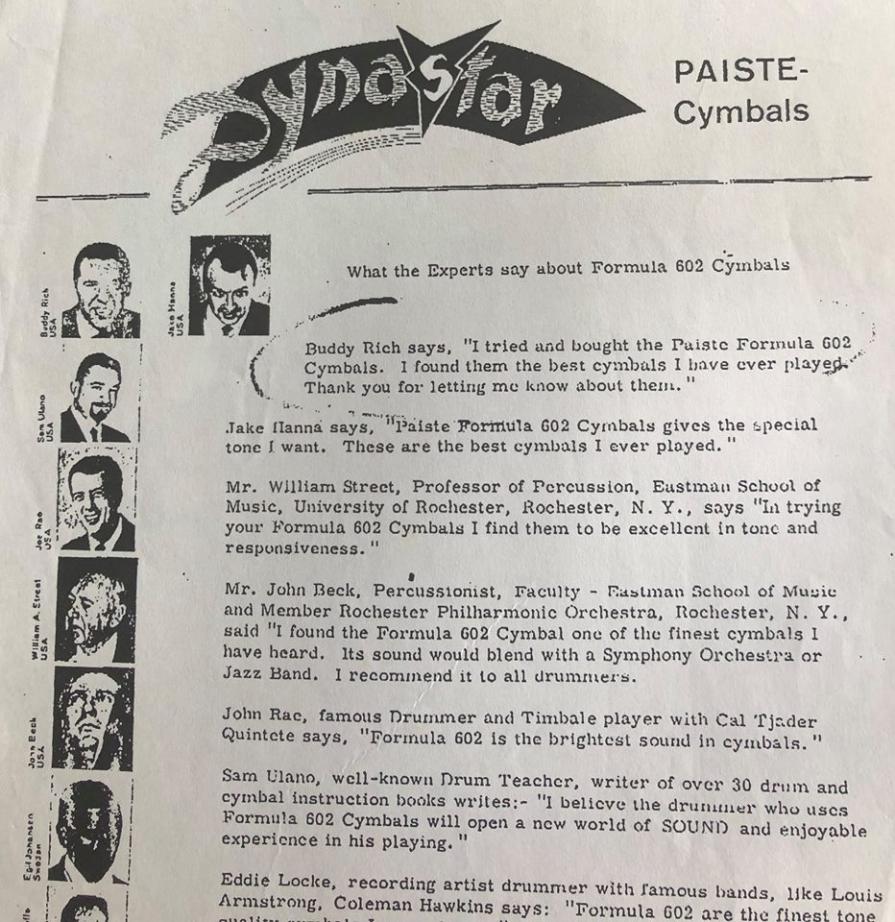 Dynastar
PAISTE-
Cymbals
Buddy Rich
USA
Jake Hanna
USA
Sam Ulano
USA
Joe Rae
USA
William A. Street
USA
John Beck
USA
Egil Johansen
Sweden
What the Experts say about Formula 602 Cymbals
Buddy Rich says, "I tried and bought the Paiste Formula 602
Cymbals. I found them the best cymbals I have ever played.
Thank you for letting me know about them."
Jake Hanna says, "Paiste Formula 602 Cymbals gives the special
tone I want. These are the best cymbals I ever played."
Mr. William Street, Professor of Percussion, Eastman School of
Music, University of Rochester, Rochester, N. Y., says "In trying
your Formula 602 Cymbals I find them to be excellent in tone and
responsiveness."
Mr. John Beck, Percussionist, Faculty - Eastman School of Music
and Member Rochester Philharmonic Orchestra, Rochester, N. Y.,
said "I found the Formula 602 Cymbal one of the finest cymbals I
have heard. Its sound would blend with a Symphony Orchestra or
Jazz Band. I recommend it to all drummers.
John Rae, famous Drummer and Timbale player with Cal Tjader
Quintete says, "Formula 602 is the brightest sound in cymbals."
Sam Ulano, well-known Drum Teacher, writer of over 30 drum and
cymbal instruction books writes:- "I believe the drummer who uses
Formula 602 Cymbals will open a new world of SOUND and enjoyable
experience in his playing."
Eddie Locke, recording artist drummer with famous bands, like Louis
Armstrong, Coleman Hawkins says: "Formula 602 are the finest tone